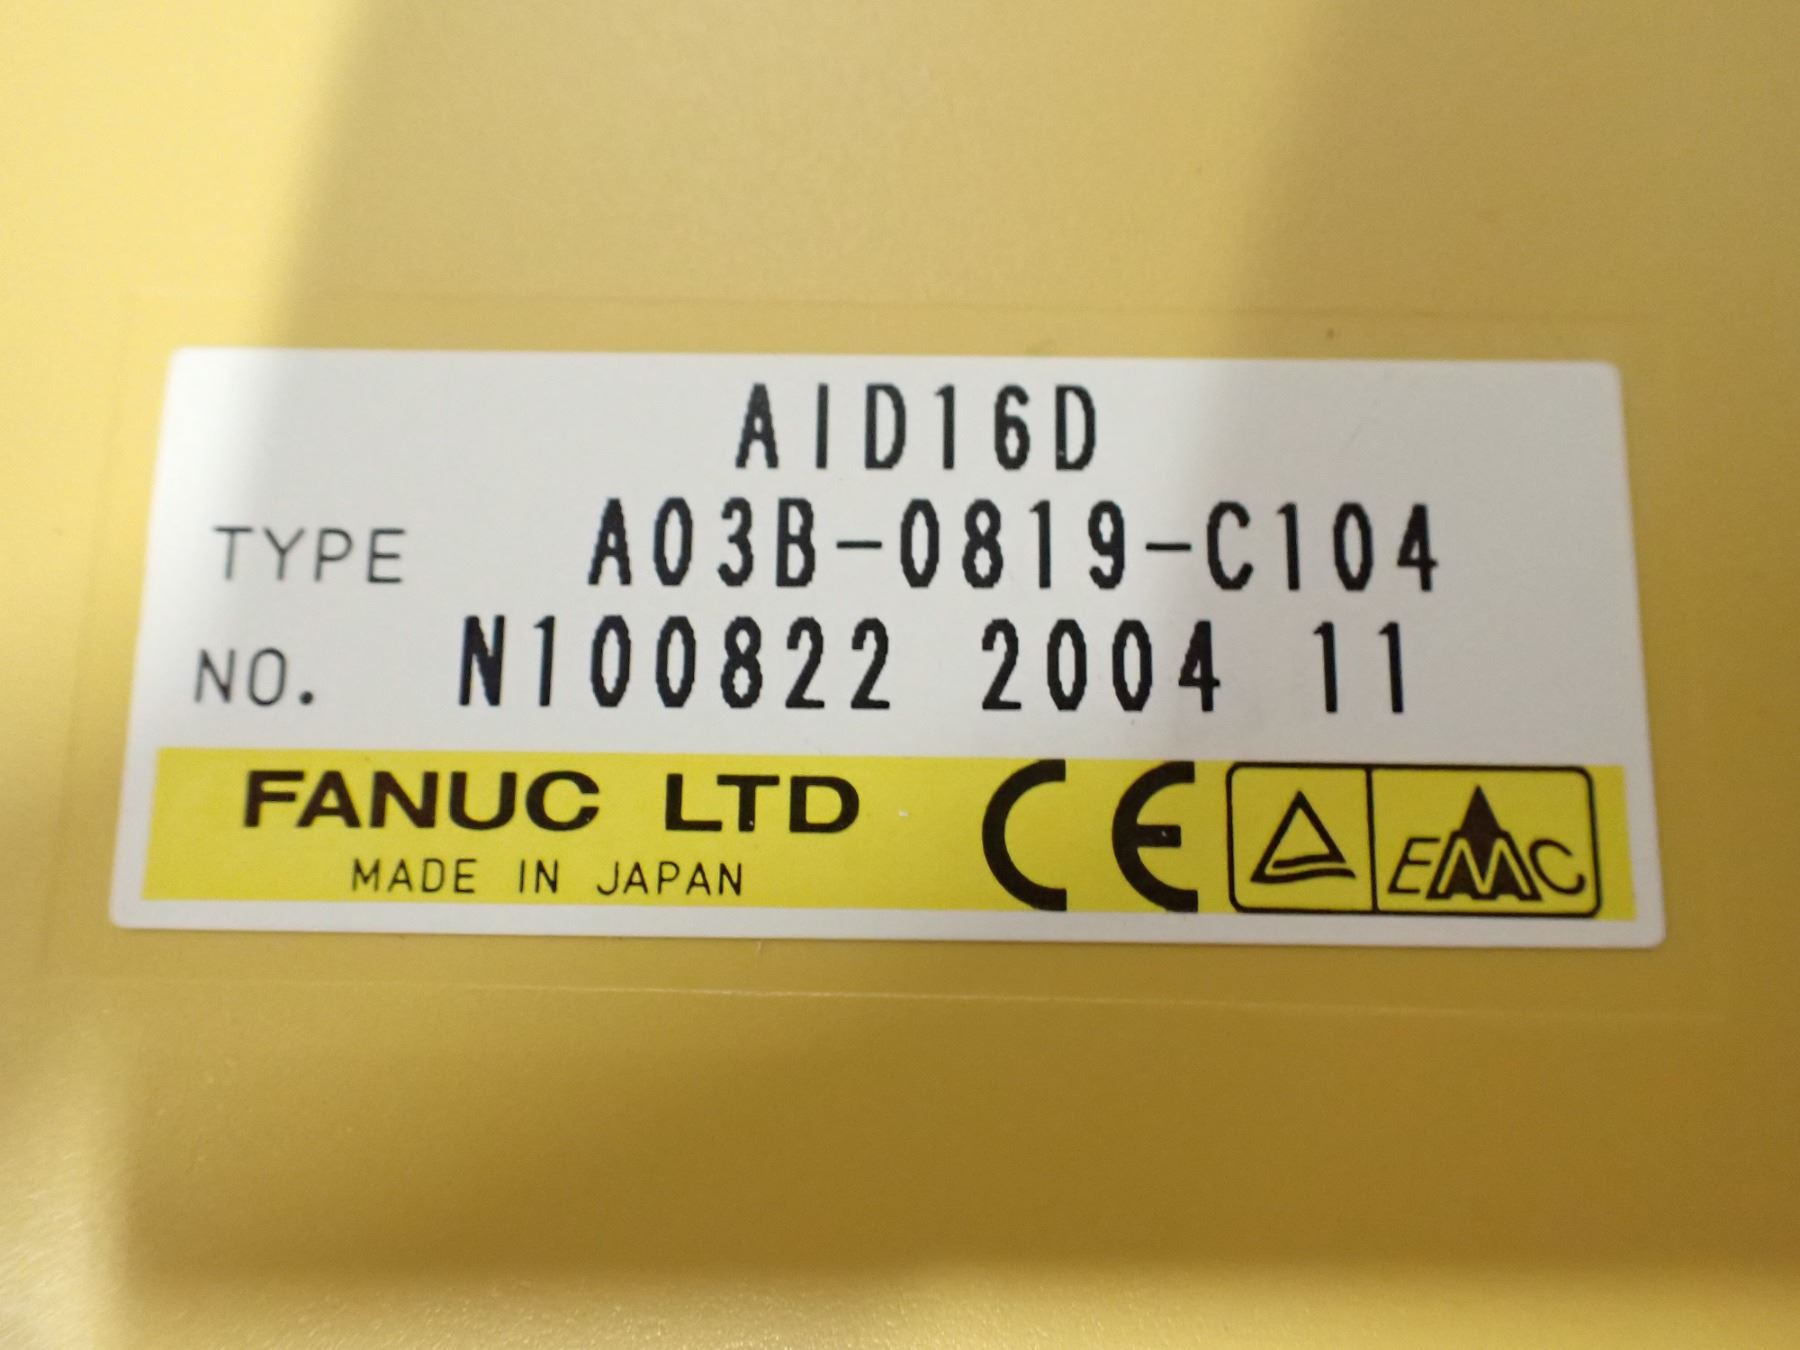 AID16D
TYPE A03B-0819-C104
NO. N100822 2004 11
FANUC LTD CE EMC
MADE IN JAPAN